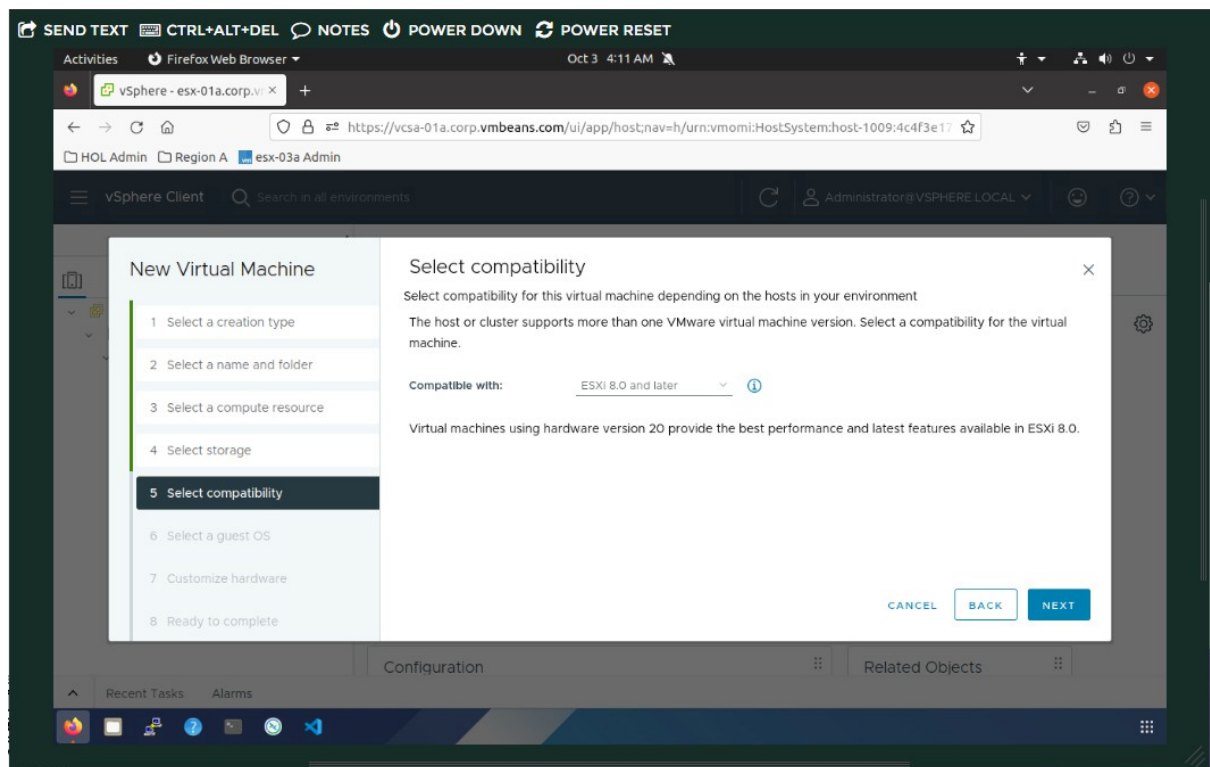 SEND TEXT CTRL+ALT+DEL NOTES POWER DOWN POWER RESET
Activities Firefox Web Browser Oct 3 4:11 AM
vSphere - esx-01a.corp.vr
https://vcsa-01a.corp.vmbeans.com/ui/app/host;nav=h/urn:vmomi:HostSystem:host-1009:4c4f3e17
HOL Admin Region A esx-03a Admin
vSphere Client Search in all environments Administrator@VSPHERE.LOCAL
New Virtual Machine
1 Select a creation type
2 Select a name and folder
3 Select a compute resource
4 Select storage
5 Select compatibility
6 Select a guest OS
7 Customize hardware
8 Ready to complete
Select compatibility
Select compatibility for this virtual machine depending on the hosts in your environment
The host or cluster supports more than one VMware virtual machine version. Select a compatibility for the virtual
machine.
Compatible with: ESXi 8.0 and later
Virtual machines using hardware version 20 provide the best performance and latest features available in ESXi 8.0.
CANCEL BACK NEXT
Configuration Related Objects
Recent Tasks Alarms